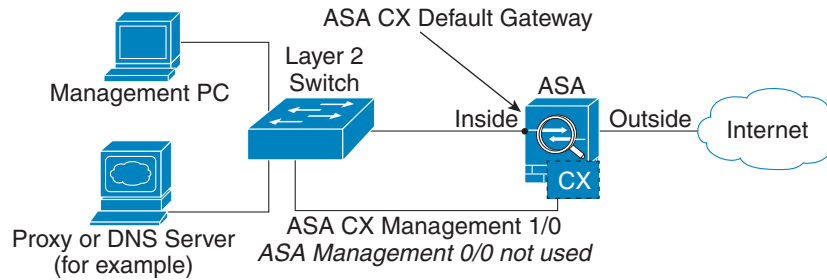 ASA CX Default Gateway
Layer 2
Switch
ASA
Management PC
Inside
Outside
Internet
CX
Proxy or DNS Server
(for example)
ASA CX Management 1/0
ASA Management 0/0 not used